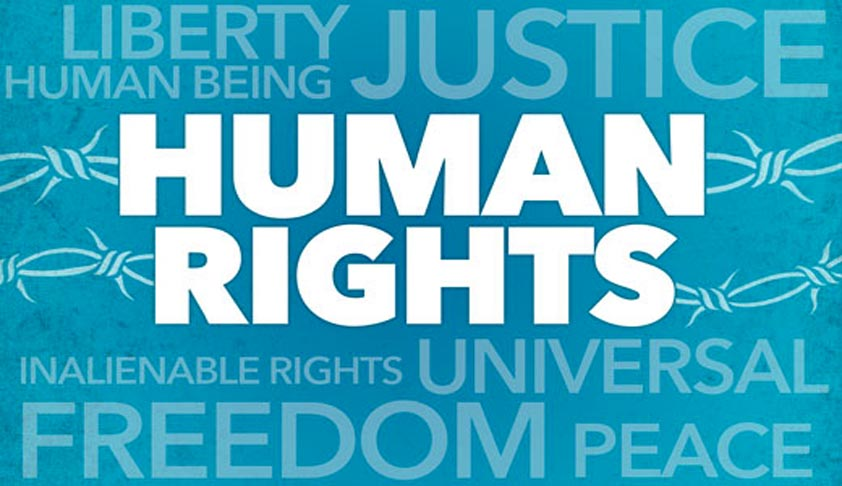 LIBERTY
HUMAN BEING
JUSTICE
HUMAN
RIGHTS
INALIENABLE RIGHTS
UNIVERSAL
FREEDOM
PEACE